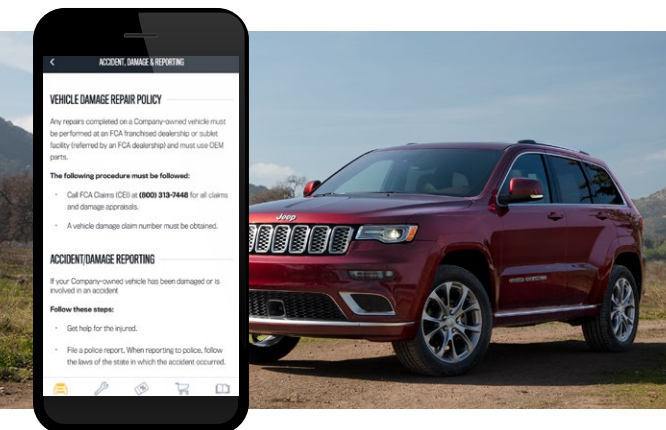 ACCIDENT, DAMAGE & REPORTING
VEHICLE DAMAGE REPAIR POLICY
Any repairs completed on a Company-owned vehicle must
be performed at an FCA franchised dealership or sublet
facility (referred by an FCA dealership) and must use OEM
parts.
The following procedure must be followed:
- Call FCA Claims (CEI) at (800) 313-7448 for all claims
and damage appraisals.
- A vehicle damage claim number must be obtained.
ACCIDENT/DAMAGE REPORTING
If your Company-owned vehicle has been damaged or is
involved in an accident
Follow these steps:
- Get help for the injured.
- File a police report. When reporting to police, follow
the laws of the state in which the accident occurred.
Jeep